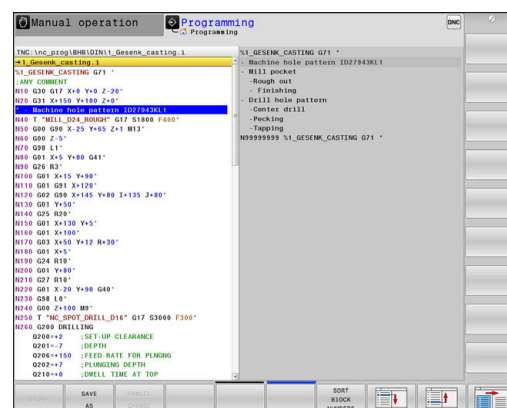 Manual operation
Programming
Programming
DNC
TNC:\nc_prog\BHB\DIN\1_Gesenk_casting.i
→1_Gesenk_casting.i
%1_GESENK_CASTING G71 *
;ANY COMMENT
N10 G30 G17 X+0 Y+0 Z-20*
N20 G31 X+150 Y+100 Z+0*
* - Machine hole pattern ID27943KL1
N40 T "MILL_D24_ROUGH" G17 S1800 F400*
N50 G00 G90 X-25 Y+65 Z+1 M13*
N60 G00 Z-5*
N70 G98 L1*
N80 G01 X+5 Y+80 G41*
N90 G26 R3*
N100 G01 X+15 Y+90*
N110 G01 G91 X+120*
N120 G02 G90 X+145 Y+80 I+135 J+80*
N130 G01 Y+50*
N140 G25 R20*
N150 G01 X+130 Y+5*
N160 G01 X+100*
N170 G03 X+50 Y+12 R+30*
N180 G01 X+5*
N190 G24 R10*
N200 G01 Y+80*
N210 G27 R10*
N220 G01 X-20 Y+90 G40*
N230 G98 L0*
N240 G00 Z+100 M9*
N250 T "NC_SPOT_DRILL_D16" G17 S3000 F300*
N260 G200 DRILLING
Q200=+2 ;SET-UP CLEARANCE
Q201=-7 ;DEPTH
Q206=+150 ;FEED RATE FOR PLNGNG
Q202=+7 ;PLUNGING DEPTH
Q210=+0 ;DWELL TIME AT TOP
%1_GESENK_CASTING G71 *
- Machine hole pattern ID27943KL1
- Mill pocket
-Rough out
- Finishing
- Drill hole pattern
-Center drill
-Pecking
-Tapping
N99999999 %1_GESENK_CASTING G71 *
SAVE
AS
CANCEL
CHANGE
SORT
BLOCK
NUMBERS